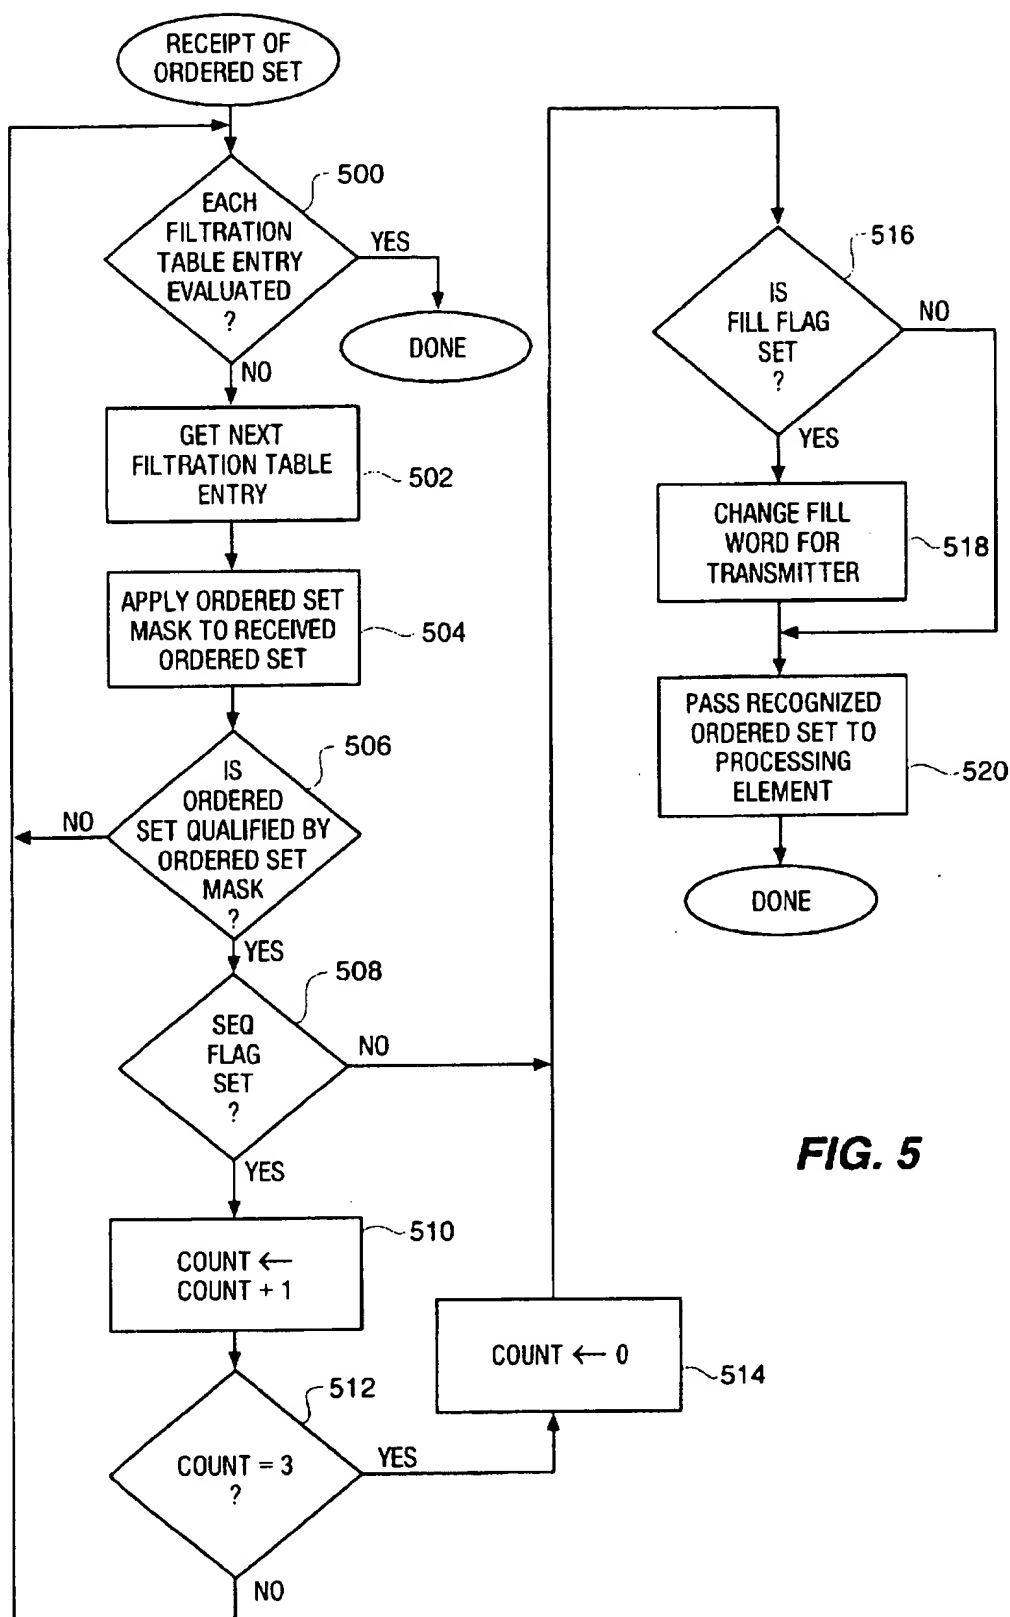 RECEIPT OF
ORDERED SET
500
EACH
FILTRATION
TABLE ENTRY
EVALUATED
?
YES
DONE
NO
GET NEXT
FILTRATION TABLE
ENTRY
502
APPLY ORDERED SET
MASK TO RECEIVED
ORDERED SET
504
506
IS
ORDERED
SET QUALIFIED BY
ORDERED SET
MASK
?
NO
YES
508
SEQ
FLAG
SET
?
NO
YES
510
COUNT ←
COUNT + 1
512
COUNT = 3
?
YES
NO
COUNT ← 0
514
516
IS
FILL FLAG
SET
?
NO
YES
CHANGE FILL
WORD FOR
TRANSMITTER
518
PASS RECOGNIZED
ORDERED SET TO
PROCESSING
ELEMENT
520
DONE
FIG. 5